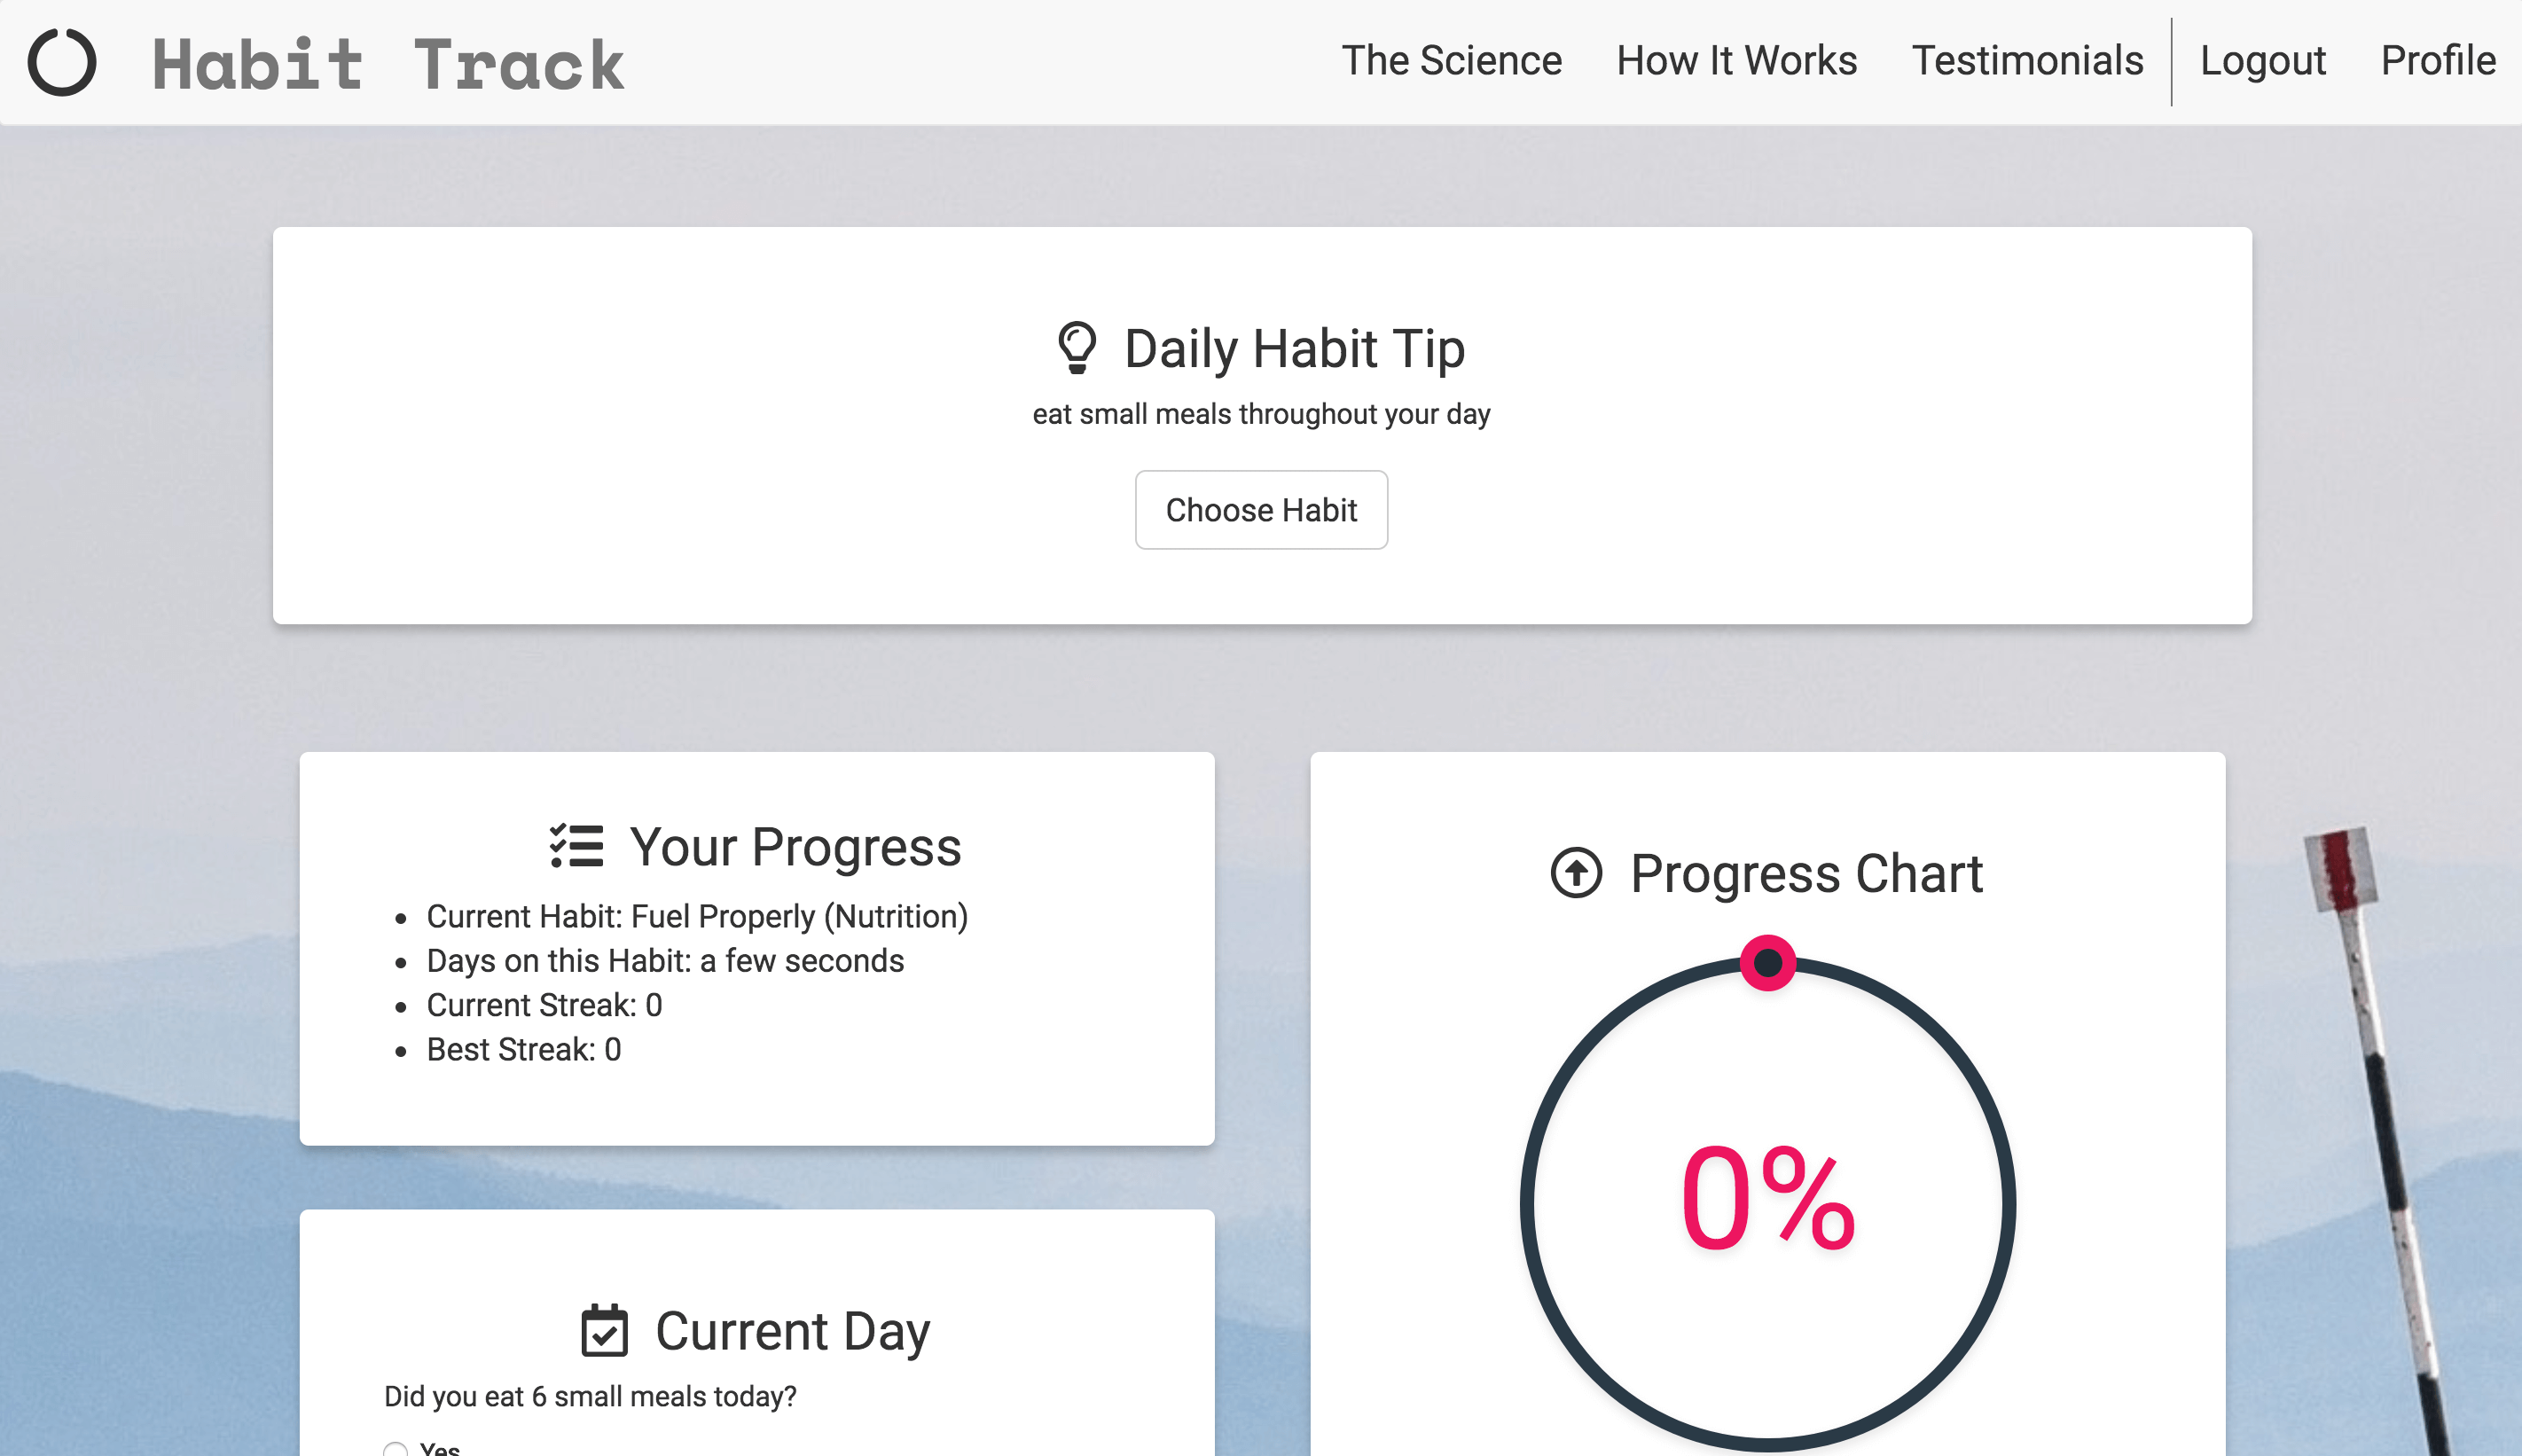 Habit Track
The Science
How It Works
Testimonials
Logout
Profile
Daily Habit Tip
eat small meals throughout your day
Choose Habit
Your Progress
Current Habit: Fuel Properly (Nutrition)
Days on this Habit: a few seconds
Current Streak: 0
Best Streak: 0
Current Day
Did you eat 6 small meals today?
Yes
Progress Chart
0%